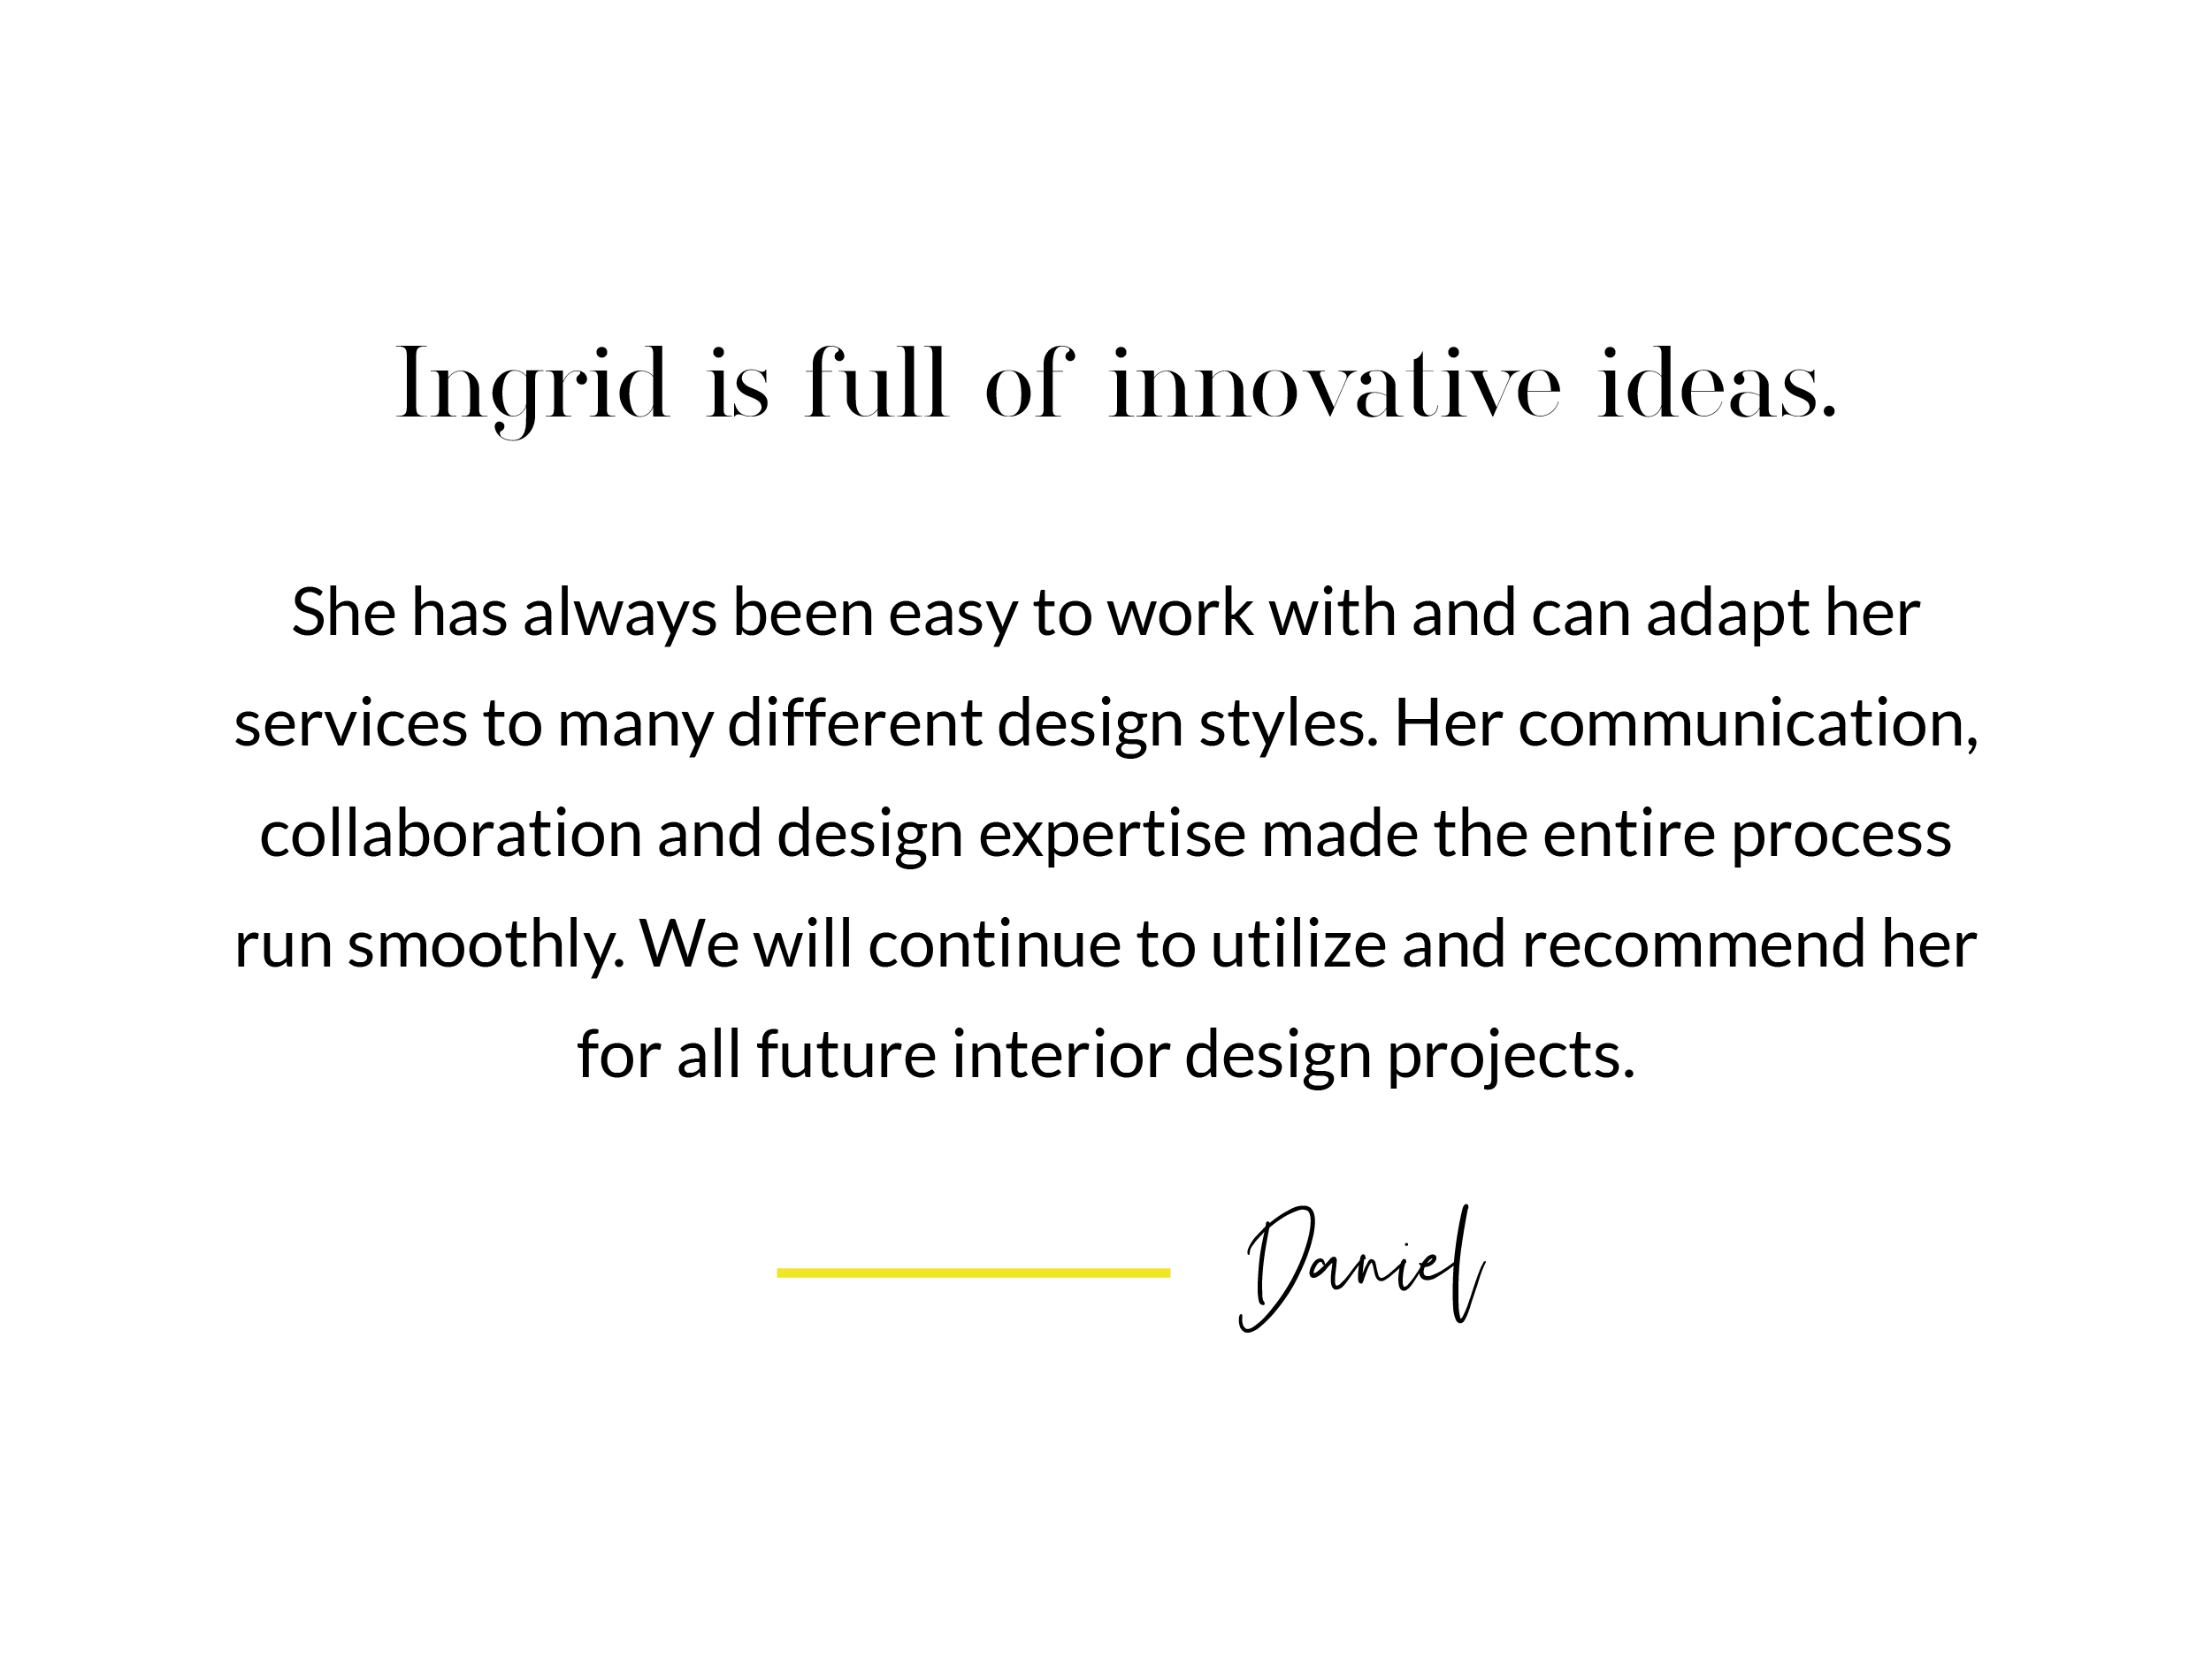 Ingrid is full of innovative ideas.
She has always been easy to work with and can adapt her
services to many different design styles. Her communication,
collaboration and design expertise made the entire process
run smoothly. We will continue to utilize and recommend her
for all future interior design projects.
Daniel